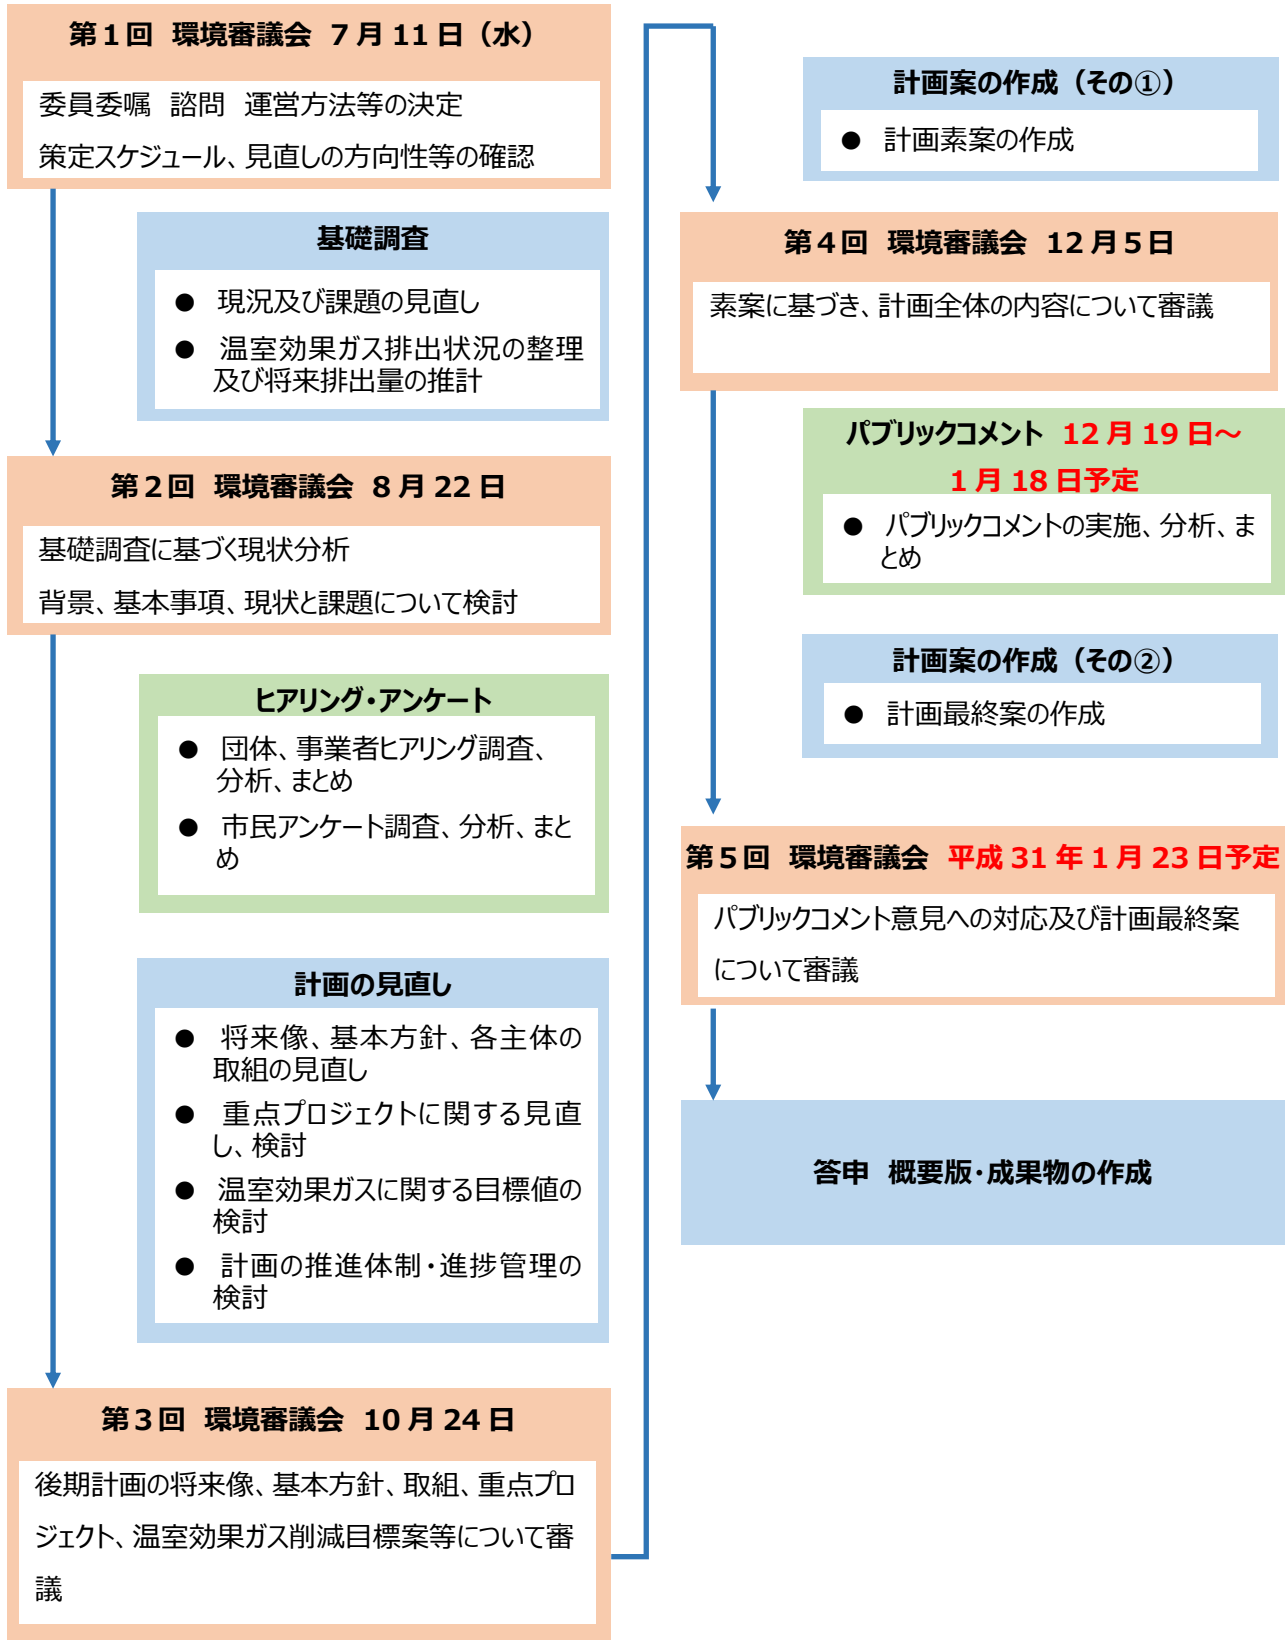 第１回 環境審議会 ７月 11 日（水）
委員委嘱 諮問 運営方法等の決定
策定スケジュール、見直しの方向性等の確認
基礎調査
● 現況及び課題の見直し
● 温室効果ガス排出状況の整理
及び将来排出量の推計
第２回 環境審議会 8 月 22 日
基礎調査に基づく現状分析
背景、基本事項、現状と課題について検討
ヒアリング・アンケート
● 団体、事業者ヒアリング調査、
分析、まとめ
● 市民アンケート調査、分析、まと
め
計画の見直し
● 将来像、基本方針、各主体の
取組の見直し
● 重点プロジェクトに関する見直
し、検討
● 温室効果ガスに関する目標値の
検討
● 計画の推進体制・進捗管理の
検討
第３回 環境審議会 10 月 24 日
後期計画の将来像、基本方針、取組、重点プロ
ジェクト、温室効果ガス削減目標案等について審
議
計画案の作成（その①）
● 計画素案の作成
第４回 環境審議会 12 月５日
素案に基づき、計画全体の内容について審議
パブリックコメント 12 月 19 日～
1 月 18 日予定
● パブリックコメントの実施、分析、ま
とめ
計画案の作成（その②）
● 計画最終案の作成
第５回 環境審議会 平成 31 年 1 月 23 日予定
パブリックコメント意見への対応及び計画最終案
について審議
答申 概要版・成果物の作成